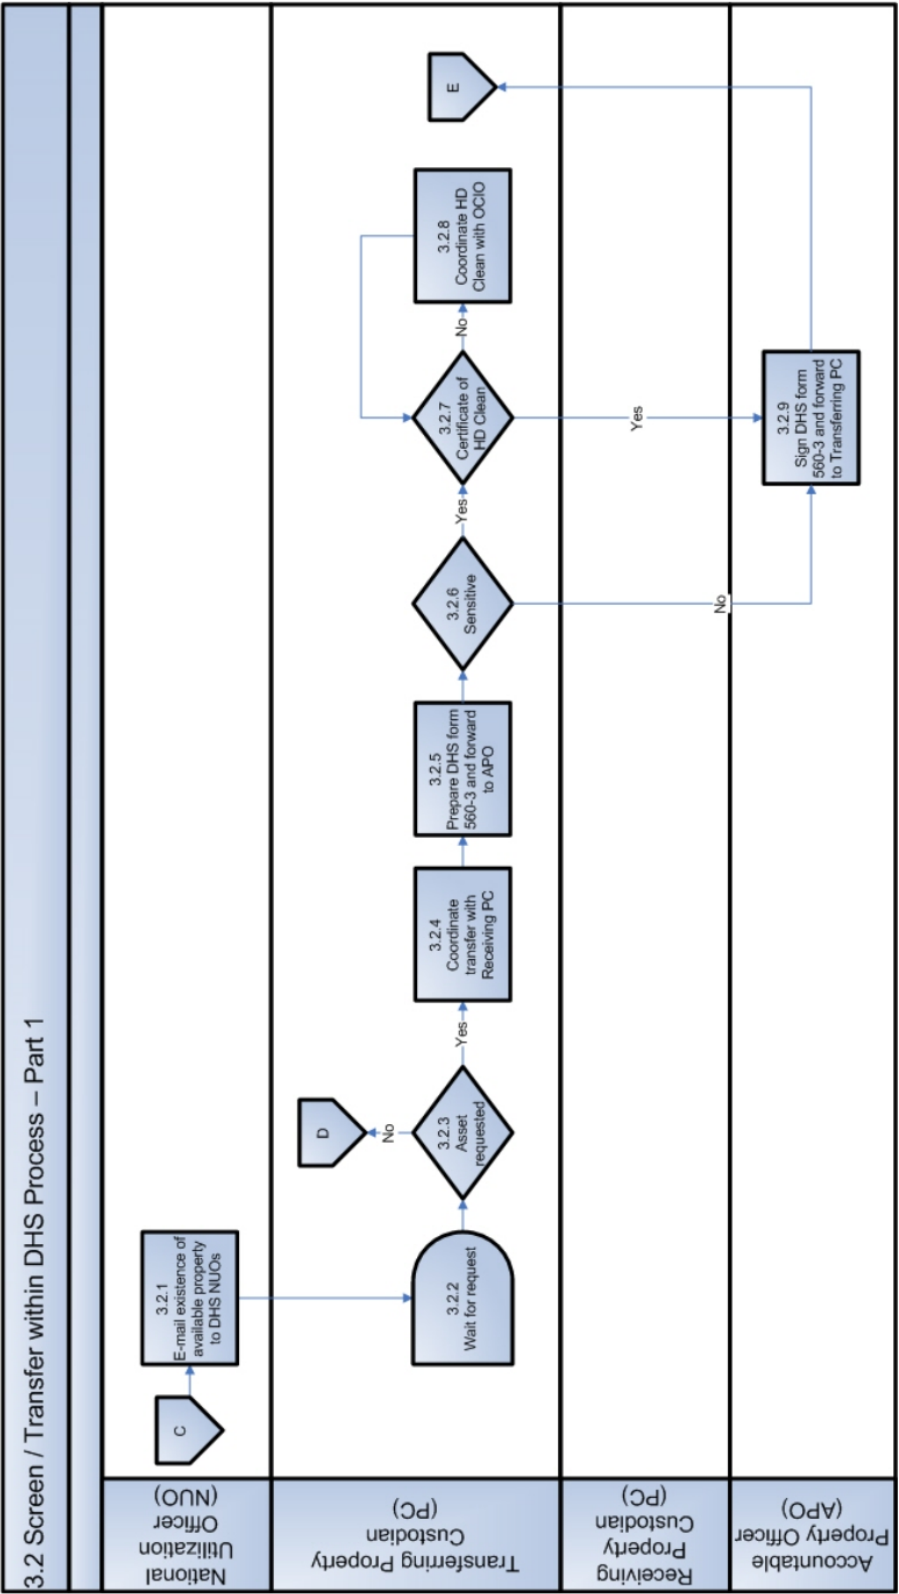 3.2 Screen / Transfer within DHS Process – Part 1
National
Utilization
Officer
(NUO)
C
3.2.1
E-mail existence of
available property
to DHS NUOs
Transferring Property
Custodian
(PC)
3.2.2
Wait for request
3.2.3
Asset
requested
No
D
Yes
3.2.4
Coordinate
transfer with
Receiving PC
3.2.5
Prepare DHS form
560-3 and forward
to APO
3.2.6
Sensitive
Yes
3.2.7
Certificate of
HD Clean
No
3.2.8
Coordinate HD
Clean with OCIO
E
Receiving
Property
Custodian
(PC)
No
Yes
Accountable
Property Officer
(APO)
3.2.9
Sign DHS form
560-3 and forward
to Transferring PC